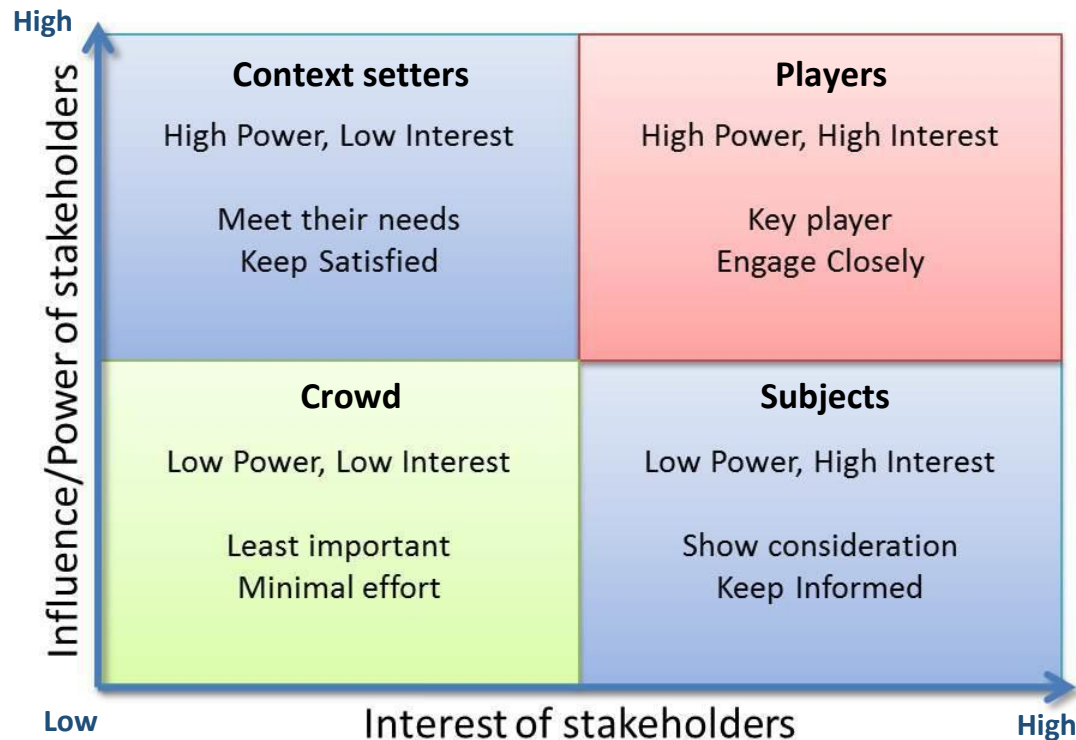 High
Influence/Power of stakeholders
Context setters
High Power, Low Interest
Meet their needs
Keep Satisfied
Players
High Power, High Interest
Key player
Engage Closely
Crowd
Low Power, Low Interest
Least important
Minimal effort
Subjects
Low Power, High Interest
Show consideration
Keep Informed
Low
Interest of stakeholders
High